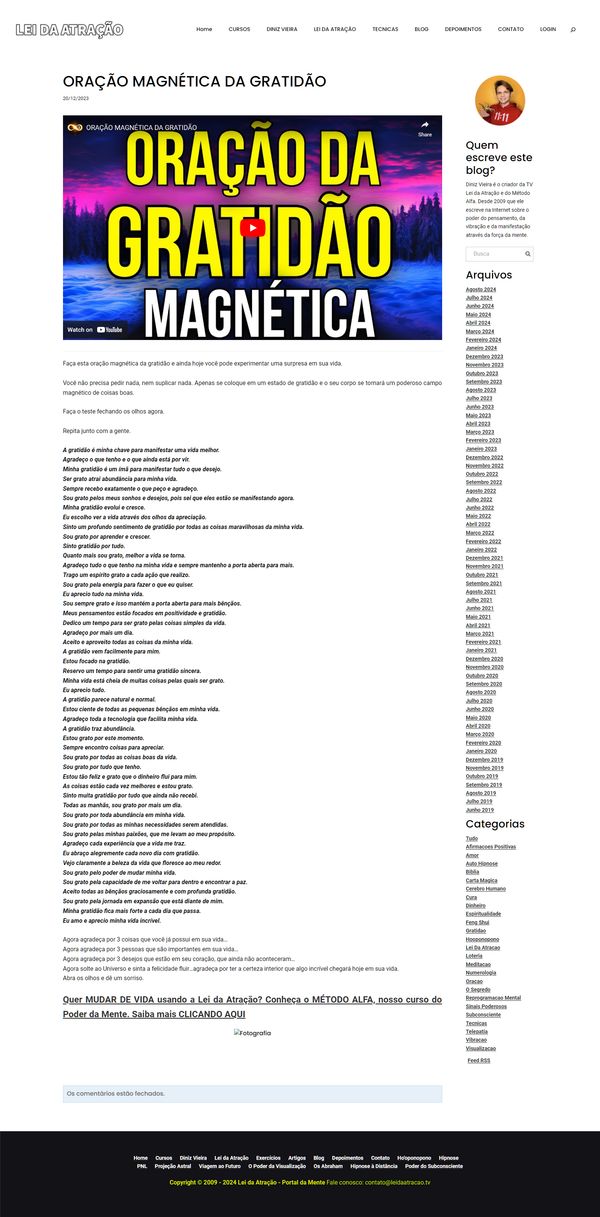 LEI DA ATRAÇÃO
Home CURSOS DINIZ VIEIRA LEI DA ATRAÇÃO TECNICAS BLOG DEPOIMENTOS CONTATO LOGIN
ORAÇÃO MAGNÉTICA DA GRATIDÃO
20/12/2023
ORAÇÃO MAGNÉTICA DA GRATIDÃO
Share
ORAÇÃO DA
GRATIDÃO
MAGNÉTICA
Watch on YouTube
Faça esta oração magnética da gratidão e ainda hoje você pode experimentar uma surpresa em sua vida.
Você não precisa pedir nada, nem suplicar nada. Apenas se coloque em um estado de gratidão e o seu corpo se tornará um poderoso campo
magnético de coisas boas.
Faça o teste fechando os olhos agora.
Repita junto com a gente.
A gratidão é minha chave para manifestar uma vida melhor.
Agradeço o que tenho e o que ainda está por vir.
Minha gratidão é um ímã para manifestar tudo o que desejo.
Ser grato atrai abundância para minha vida.
Sempre recebo exatamente o que peço e agradeço.
Sou grato pelos meus sonhos e desejos, pois sei que eles estão se manifestando agora.
Minha gratidão evolui e cresce.
Eu escolho ver a vida através dos olhos da apreciação.
Sinto um profundo sentimento de gratidão por todas as coisas maravilhosas da minha vida.
Sou grato por aprender e crescer.
Sinto gratidão por tudo.
Quanto mais sou grato, melhor a vida se torna.
Agradeço tudo o que tenho na minha vida e sempre mantenho a porta aberta para mais.
Trago um espírito grato a cada ação que realizo.
Sou grato pela energia para fazer o que eu quiser.
Eu aprecio tudo na minha vida.
Sou sempre grato e isso mantém a porta aberta para mais bênçãos.
Meus pensamentos estão focados em positividade e gratidão.
Dedico um tempo para ser grato pelas coisas simples da vida.
Agradeço por mais um dia.
Aceito e aproveito todas as coisas da minha vida.
A gratidão vem facilmente para mim.
Estou focado na gratidão.
Reservo um tempo para sentir uma gratidão sincera.
Minha vida está cheia de muitas coisas pelas quais ser grato.
Eu aprecio tudo.
A gratidão parece natural e normal.
Estou ciente de todas as pequenas bênçãos em minha vida.
Agradeço toda a tecnologia que facilita minha vida.
A gratidão traz abundância.
Estou grato por este momento.
Sempre encontro coisas para apreciar.
Sou grato por todas as coisas boas da vida.
Sou grato por tudo que tenho.
Estou tão feliz e grato que o dinheiro flui para mim.
As coisas estão cada vez melhores e estou grato.
Sinto muita gratidão por tudo que ainda não recebi.
Todas as manhãs, sou grato por mais um dia.
Sou grato por toda abundância em minha vida.
Sou grato por todas as minhas necessidades serem atendidas.
Sou grato pelas minhas paixões, que me levam ao meu propósito.
Agradeço cada experiência que a vida me traz.
Eu abraço alegremente cada novo dia com gratidão.
Vejo claramente a beleza da vida que floresce ao meu redor.
Sou grato pelo poder de mudar minha vida.
Sou grato pela capacidade de me voltar para dentro e encontrar a paz.
Aceito todas as bênçãos graciosamente e com profunda gratidão.
Sou grato pela jornada em expansão que está diante de mim.
Minha gratidão fica mais forte a cada dia que passa.
Eu amo e aprecio minha vida incrível.
Agora agradeça por 3 coisas que você já possui em sua vida...
Agora agradeça por 3 pessoas que são importantes em sua vida...
Agora agradeça por 3 desejos que estão em seu coração, que ainda não aconteceram...
Agora solte ao Universo e sinta a felicidade fluir...agradeça por ter a certeza interior que algo incrível chegará hoje em sua vida.
Abra os olhos e dê um sorriso.
Quer MUDAR DE VIDA usando a Lei da Atração? Conheça o MÉTODO ALFA, nosso curso do
Poder da Mente. Saiba mais CLICANDO AQUI
Fotografia
Os comentários estão fechados.
11:11
Quem
escreve este
blog?
Diniz Vieira é o criador da TV
Lei da Atração e do Método
Alfa. Desde 2009 que ele
escreve na Internet sobre o
poder do pensamento, da
vibração e da manifestação
através da força da mente.
Busca
Arquivos
Agosto 2024
Julho 2024
Junho 2024
Maio 2024
Abril 2024
Março 2024
Fevereiro 2024
Janeiro 2024
Dezembro 2023
Novembro 2023
Outubro 2023
Setembro 2023
Agosto 2023
Julho 2023
Junho 2023
Maio 2023
Abril 2023
Março 2023
Fevereiro 2023
Janeiro 2023
Dezembro 2022
Novembro 2022
Outubro 2022
Setembro 2022
Agosto 2022
Julho 2022
Junho 2022
Maio 2022
Abril 2022
Março 2022
Fevereiro 2022
Janeiro 2022
Dezembro 2021
Novembro 2021
Outubro 2021
Setembro 2021
Agosto 2021
Julho 2021
Junho 2021
Maio 2021
Abril 2021
Março 2021
Fevereiro 2021
Janeiro 2021
Dezembro 2020
Novembro 2020
Outubro 2020
Setembro 2020
Agosto 2020
Julho 2020
Junho 2020
Maio 2020
Abril 2020
Março 2020
Fevereiro 2020
Janeiro 2020
Dezembro 2019
Novembro 2019
Outubro 2019
Setembro 2019
Agosto 2019
Julho 2019
Junho 2019
Categorias
Tudo
Afirmacoes Positivas
Amor
Auto Hipnose
Biblia
Carta Magica
Cerebro Humano
Cura
Dinheiro
Espiritualidade
Feng Shui
Gratidao
Hooponopono
Lei Da Atracao
Loteria
Meditacao
Numerologia
Oracao
O Segredo
Reprogramacao Mental
Sinais Poderosos
Subconsciente
Tecnicas
Telepatia
Vibracao
Visualizacao
Feed RSS
Home Cursos Diniz Vieira Lei da Atração Exercícios Artigos Blog Depoimentos Contato Ho'oponopono Hipnose
PNL Projeção Astral Viagem ao Futuro O Poder da Visualização Os Abraham Hipnose à Distância Poder do Subconsciente
Copyright © 2009 - 2024 Lei da Atração - Portal da Mente Fale conosco: contato@leidaatracao.tv